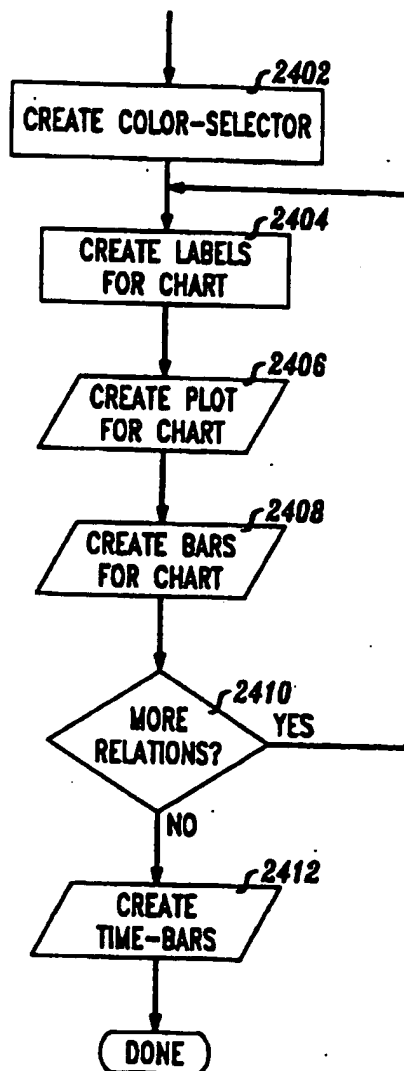 2402
CREATE COLOR-SELECTOR
2404
CREATE LABELS
FOR CHART
2406
CREATE PLOT
FOR CHART
2408
CREATE BARS
FOR CHART
2410
MORE
RELATIONS?
YES
NO
2412
CREATE
TIME-BARS
DONE